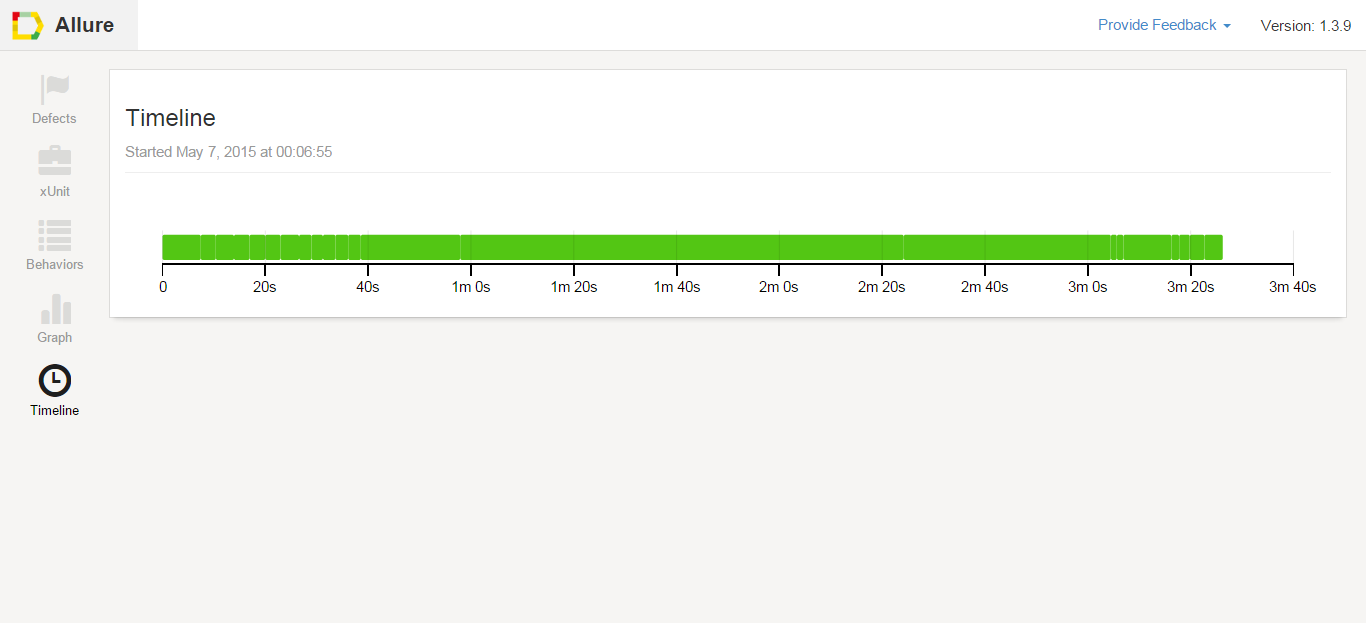 Allure
Provide Feedback
Version: 1.3.9
Defects
xUnit
Behaviors
Graph
Timeline
Timeline
Started May 7, 2015 at 00:06:55
0 20s 40s 1m 0s 1m 20s 1m 40s 2m 0s 2m 20s 2m 40s 3m 0s 3m 20s 3m 40s